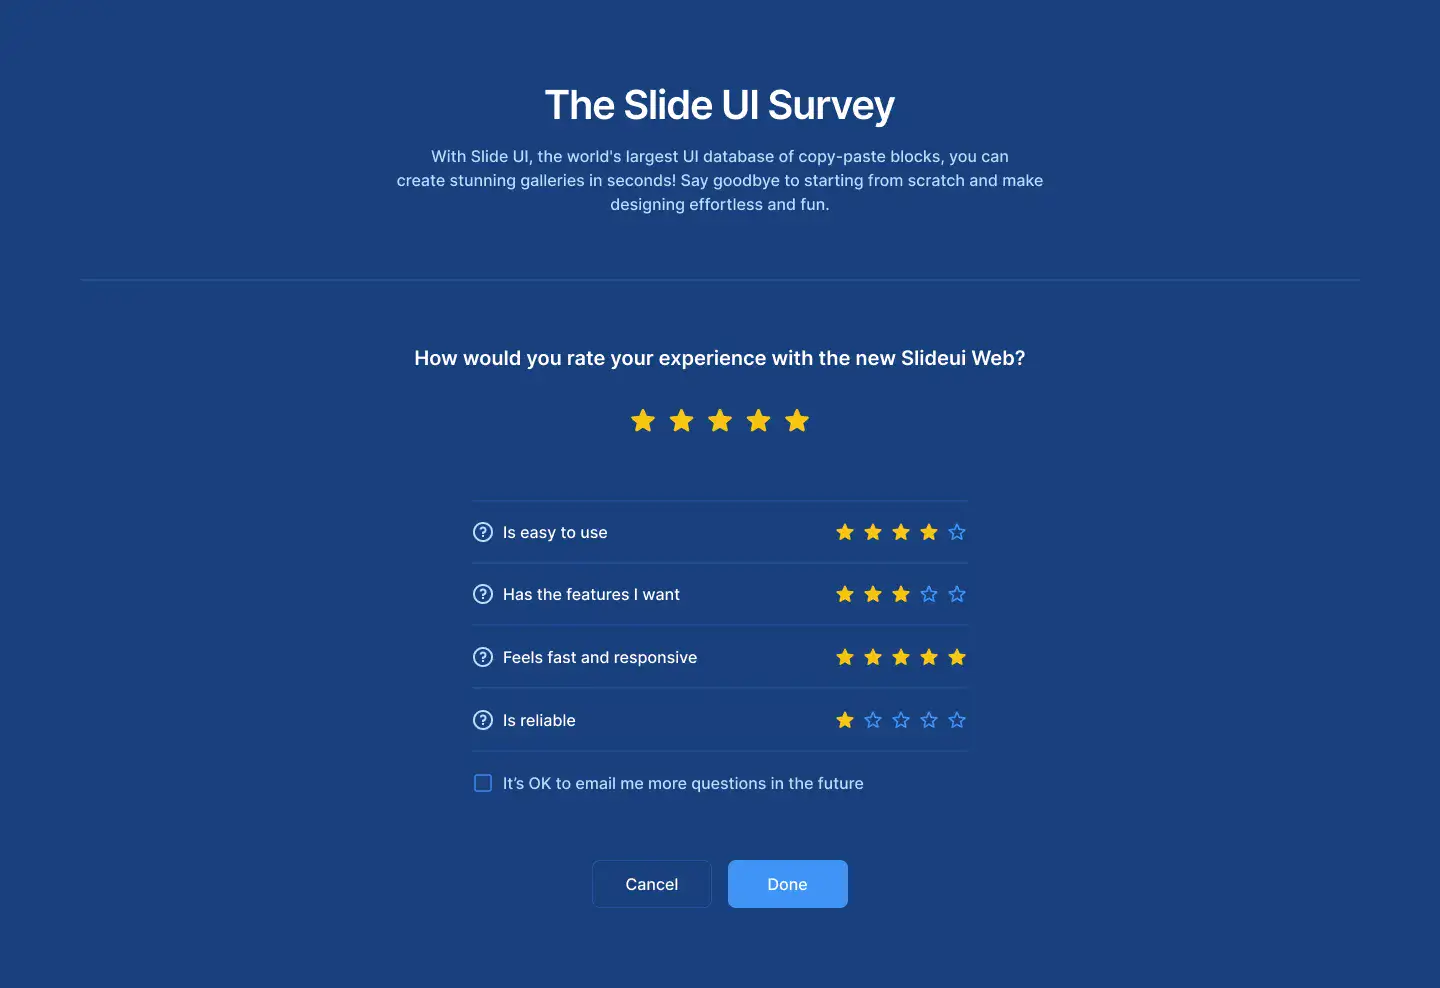 The Slide UI Survey
With Slide UI, the world's largest UI database of copy-paste blocks, you can
create stunning galleries in seconds! Say goodbye to starting from scratch and make
designing effortless and fun.
How would you rate your experience with the new Slideui Web?
Is easy to use
Has the features I want
Feels fast and responsive
Is reliable
It’s OK to email me more questions in the future
Cancel
Done